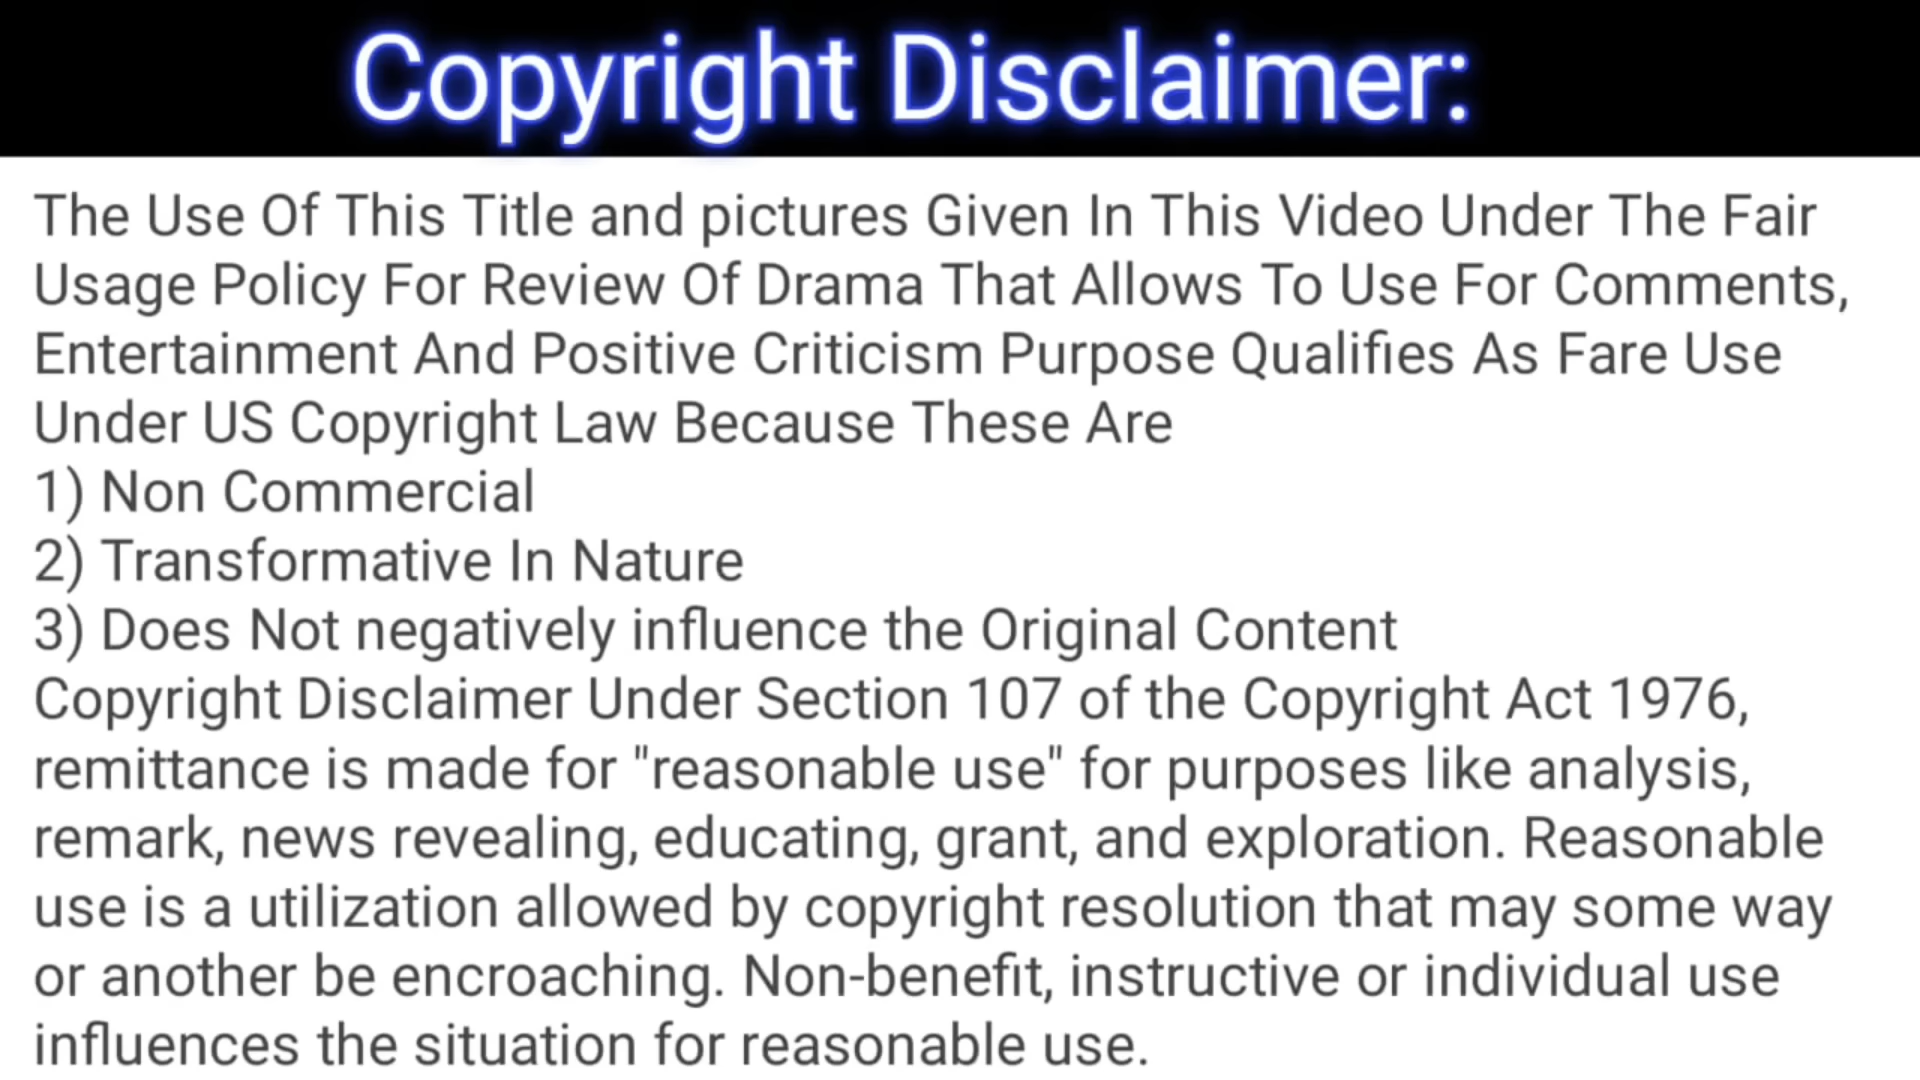 Copyright Disclaimer:
The Use Of This Title and pictures Given In This Video Under The Fair
Usage Policy For Review Of Drama That Allows To Use For Comments,
Entertainment And Positive Criticism Purpose Qualifies As Fare Use
Under US Copyright Law Because These Are
1) Non Commercial
2) Transformative In Nature
3) Does Not negatively influence the Original Content
Copyright Disclaimer Under Section 107 of the Copyright Act 1976,
remittance is made for "reasonable use" for purposes like analysis,
remark, news revealing, educating, grant, and exploration. Reasonable
use is a utilization allowed by copyright resolution that may some way
or another be encroaching. Non-benefit, instructive or individual use
influences the situation for reasonable use.